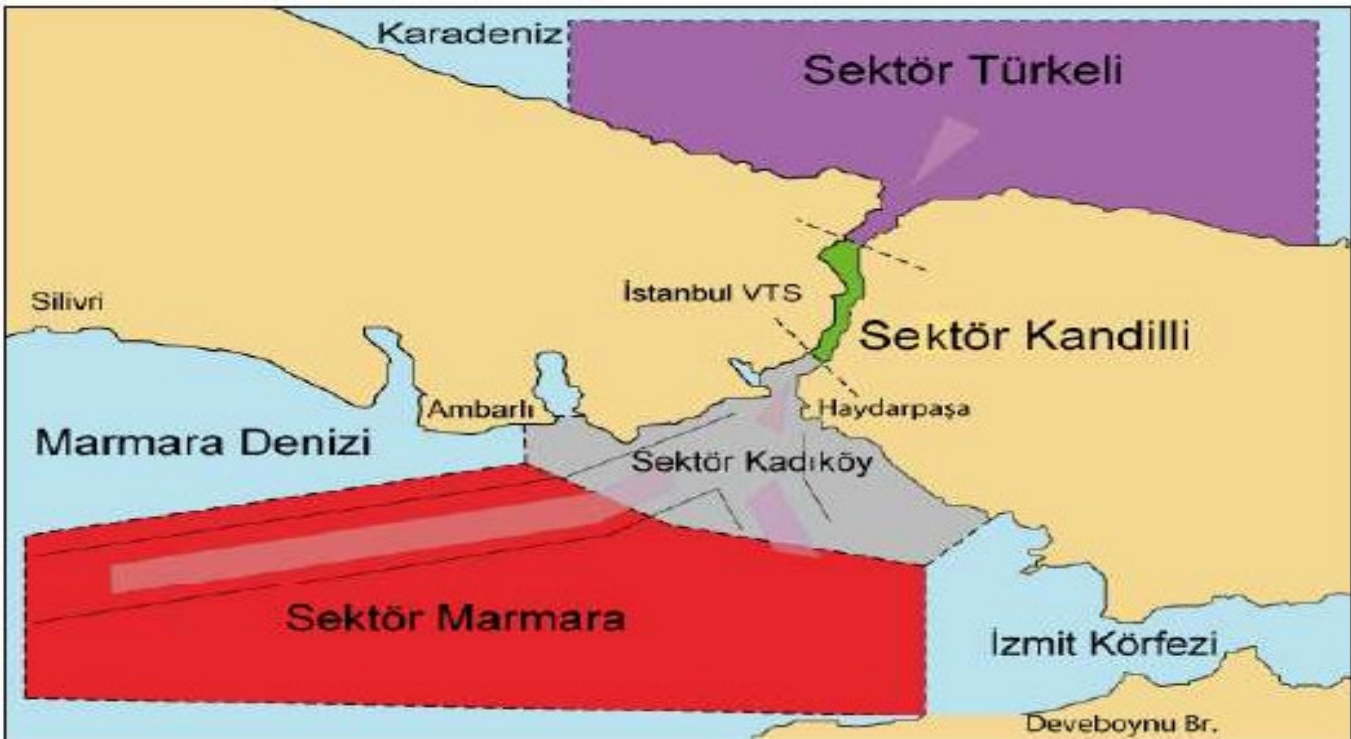 Karadeniz
Sektör Türkeli
Silivri
İstanbul VTS
Sektör Kandilli
Ambarlı
Haydarpaşa
Marmara Denizi
Sektör Kadıköy
Sektör Marmara
İzmit Körfezi
Deveboynu Br.